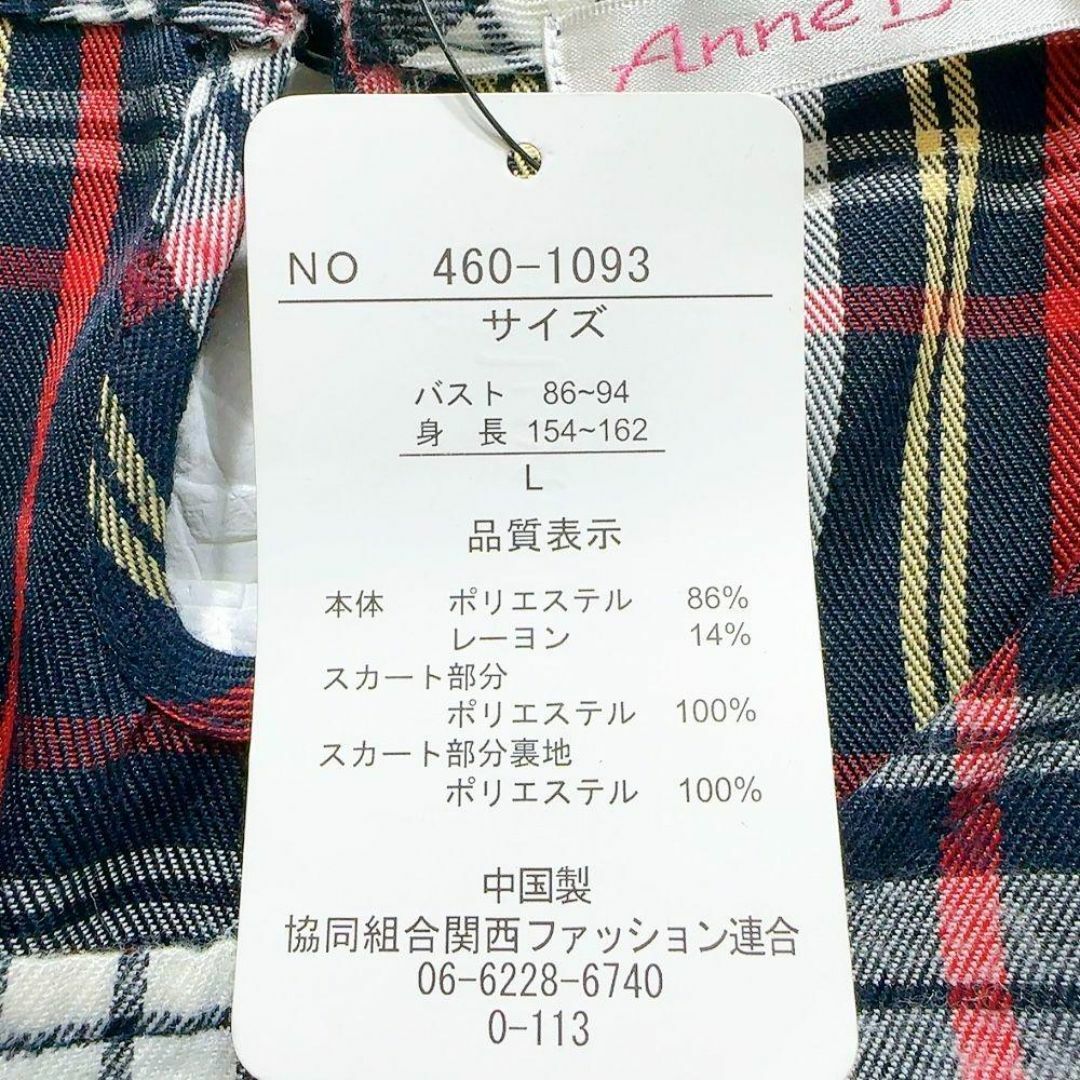 Anne
NO 460-1093
サイズ
バスト 86~94
身 長 154~162
L
品質表示
本体 ポリエステル 86%
レーヨン 14%
スカート部分
ポリエステル 100%
スカート部分裏地
ポリエステル 100%
中国製
協同組合関西ファッション連合
06-6228-6740
0-113